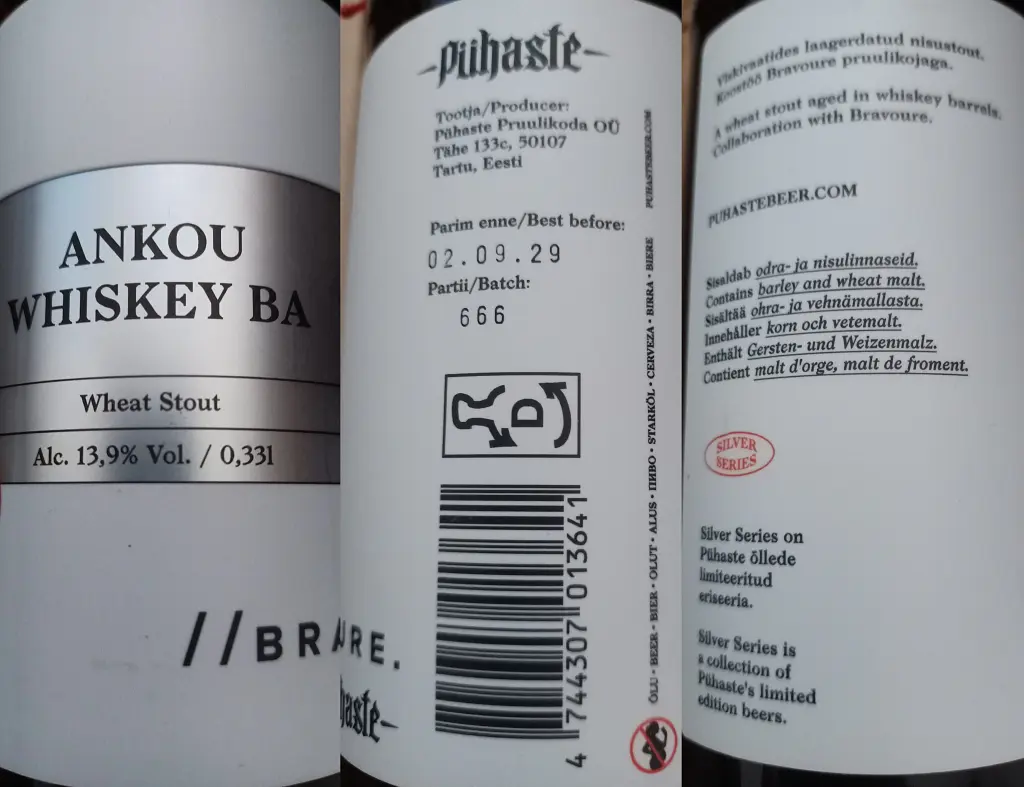 ANKOU
WHISKEY BA
Wheat Stout
Alc. 13,9% Vol. / 0,33l
//BRA
URE.
haste-
-Pühaste-
Tootja/Producer:
Pühaste Pruulikoda OÜ
Tähe 133c, 50107
Tartu, Eesti
Parim enne/Best before:
02.09.29
Partii/Batch:
666
D
4 744307 013641
ÕLU • BEER • BIER • OLUT • ALUS • ПИВО • STARKÖL • CERVEZA • BIRRA • BIERE
PUHASTEBEER.COM
Viskivaatides laagerdatud nisustout.
Koostöö Bravoure pruulikojaga.
A wheat stout aged in whiskey barrels.
Collaboration with Bravoure.
PUHASTEBEER.COM
Sisaldab odra- ja nisulinnaseid.
Contains barley and wheat malt.
Sisältää ohra- ja vehnämallasta.
Innehåller korn och vetemalt.
Enthält Gersten- und Weizenmalz.
Contient malt d'orge, malt de froment.
SILVER
SERIES
Silver Series on
Pühaste õllede
limiteeritud
eriseeria.
Silver Series is
a collection of
Pühaste's limited
edition beers.